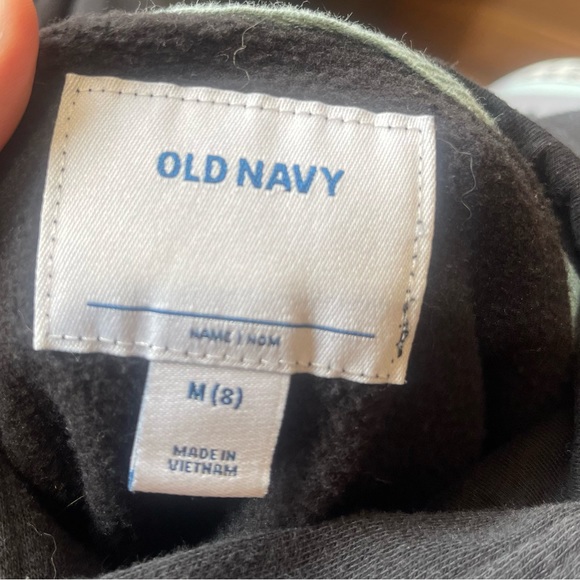 OLD NAVY
NAME | NOM
M (8)
MADE IN
VIETNAM